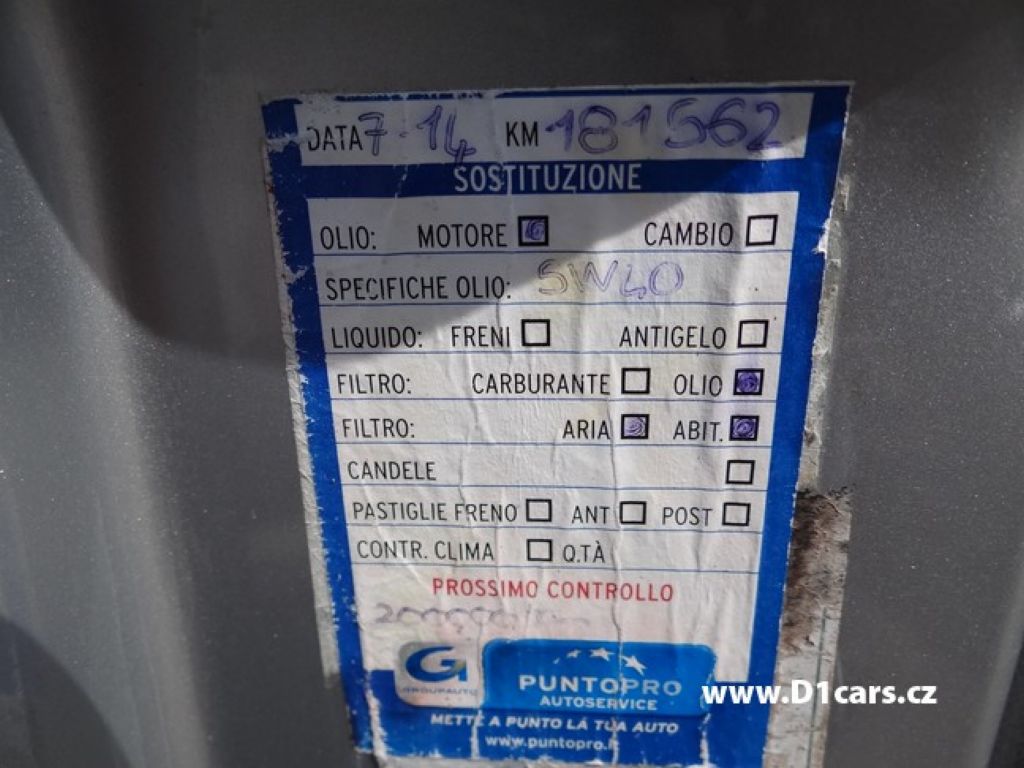 DATA 7-14 KM 181562
SOSTITUZIONE
OLIO: MOTORE CAMBIO
SPECIFICHE OLIO: 5W40
LIQUIDO: FRENI ANTIGELO
FILTRO: CARBURANTE OLIO
FILTRO: ARIA ABIT.
CANDELE
PASTIGLIE FRENO ANT POST
CONTR. CLIMA Q.TÀ
PROSSIMO CONTROLLO
G
GROUPAUTO
PUNTOPRO
AUTOSERVICE
METTE A PUNTO LA TUA AUTO
www.puntopro.it
www.D1cars.cz